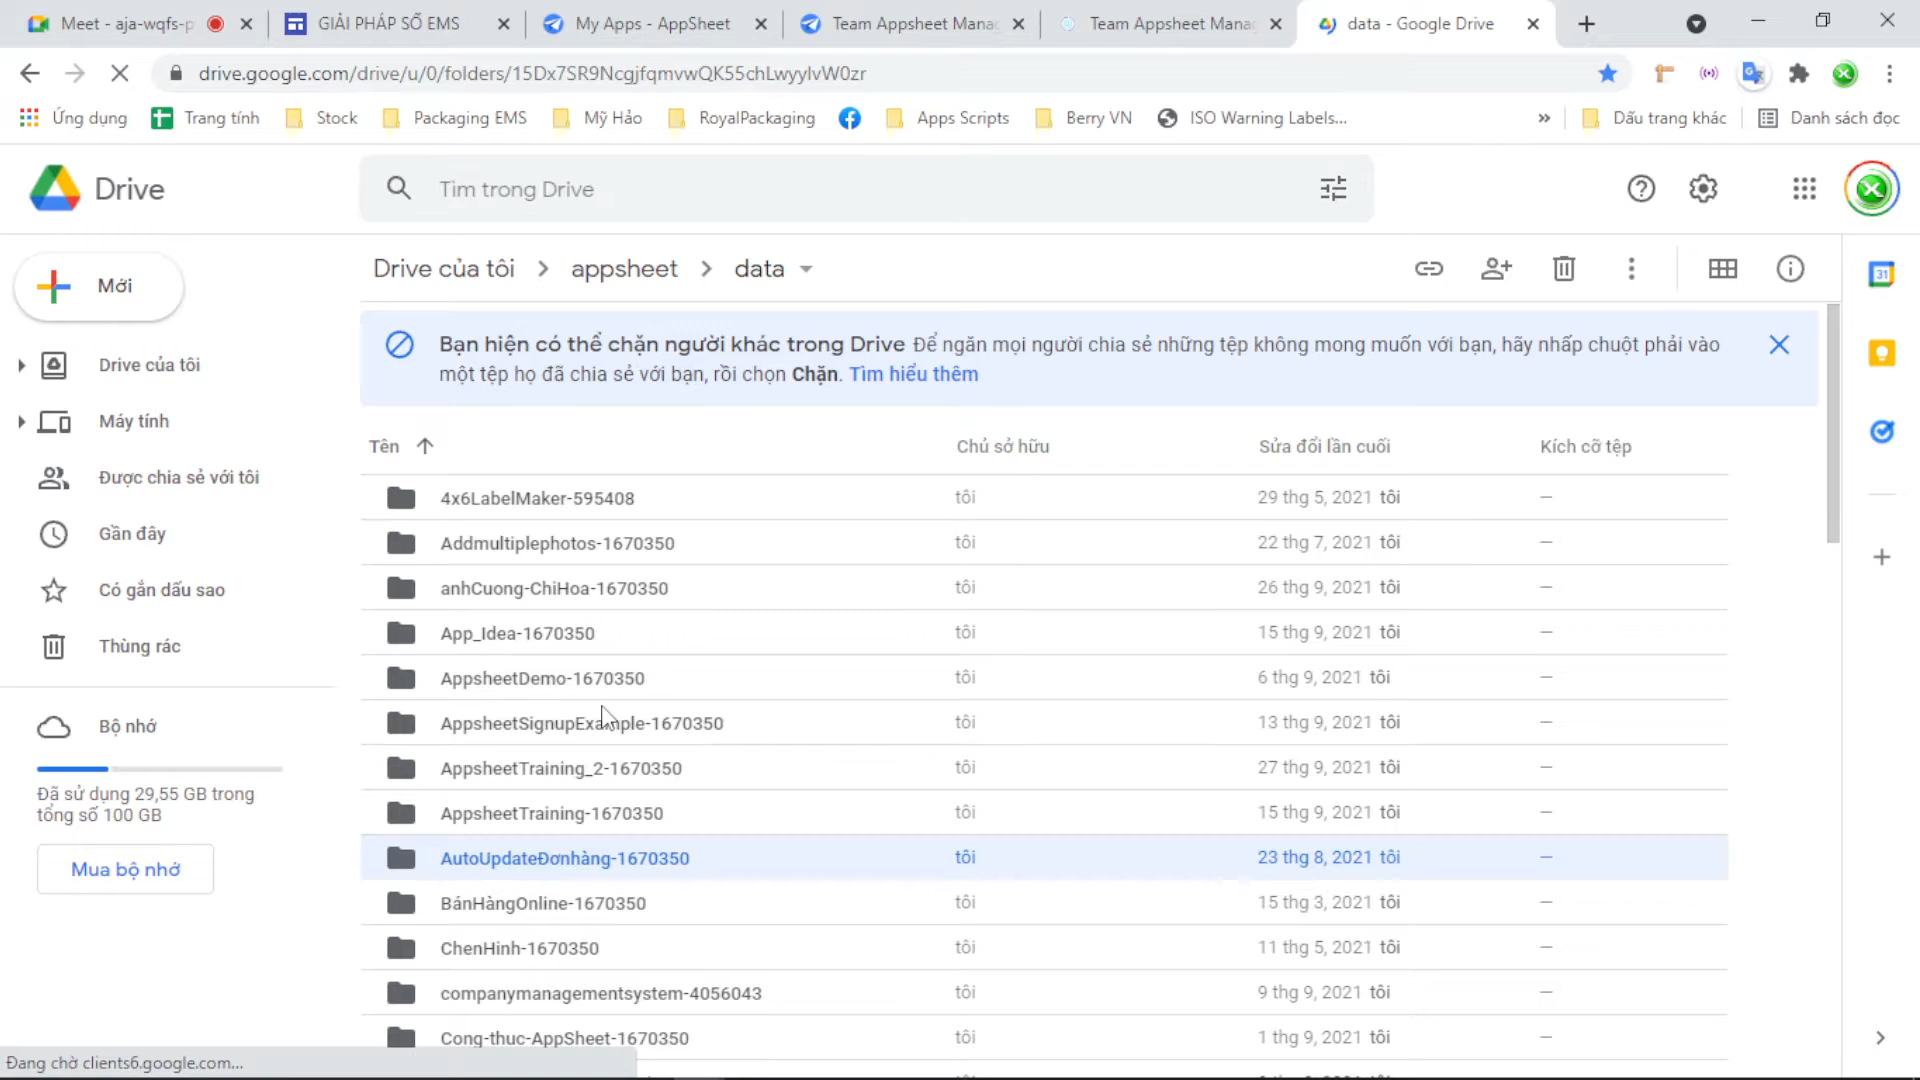 Meet - aja-wqfs-p
GIẢI PHÁP SỐ EMS
My Apps - AppSheet
Team Appsheet Manag
Team Appsheet Manag
data - Google Drive
drive.google.com/drive/u/0/folders/15Dx7SR9NcgjfqmvwQK55chLwyylvW0zr
Ứng dụng
Trang tính
Stock
Packaging EMS
Mỹ Hảo
RoyalPackaging
Apps Scripts
Berry VN
ISO Warning Labels...
»
Dấu trang khác
Danh sách đọc
Drive
Tìm trong Drive
Mới
Drive của tôi > appsheet > data
Drive của tôi
Máy tính
Được chia sẻ với tôi
Gần đây
Có gắn dấu sao
Thùng rác
Bộ nhớ
Đã sử dụng 29,55 GB trong
tổng số 100 GB
Mua bộ nhớ
Bạn hiện có thể chặn người khác trong Drive Để ngăn mọi người chia sẻ những tệp không mong muốn với bạn, hãy nhấp chuột phải vào
một tệp họ đã chia sẻ với bạn, rồi chọn Chặn. Tìm hiểu thêm
Tên Chủ sở hữu Sửa đổi lần cuối Kích cỡ tệp
4x6LabelMaker-595408 tôi 29 thg 5, 2021 tôi —
Addmultiplephotos-1670350 tôi 22 thg 7, 2021 tôi —
anhCuong-ChiHoa-1670350 tôi 26 thg 9, 2021 tôi —
App_Idea-1670350 tôi 15 thg 9, 2021 tôi —
AppsheetDemo-1670350 tôi 6 thg 9, 2021 tôi —
AppsheetSignupExample-1670350 tôi 13 thg 9, 2021 tôi —
AppsheetTraining_2-1670350 tôi 27 thg 9, 2021 tôi —
AppsheetTraining-1670350 tôi 15 thg 9, 2021 tôi —
AutoUpdateĐơnhàng-1670350 tôi 23 thg 8, 2021 tôi —
BánHàngOnline-1670350 tôi 15 thg 3, 2021 tôi —
ChenHinh-1670350 tôi 11 thg 5, 2021 tôi —
companymanagementsystem-4056043 tôi 9 thg 9, 2021 tôi —
Cong-thuc-AppSheet-1670350 tôi 1 thg 9, 2021 tôi —
31
Đang chờ clients6.google.com...